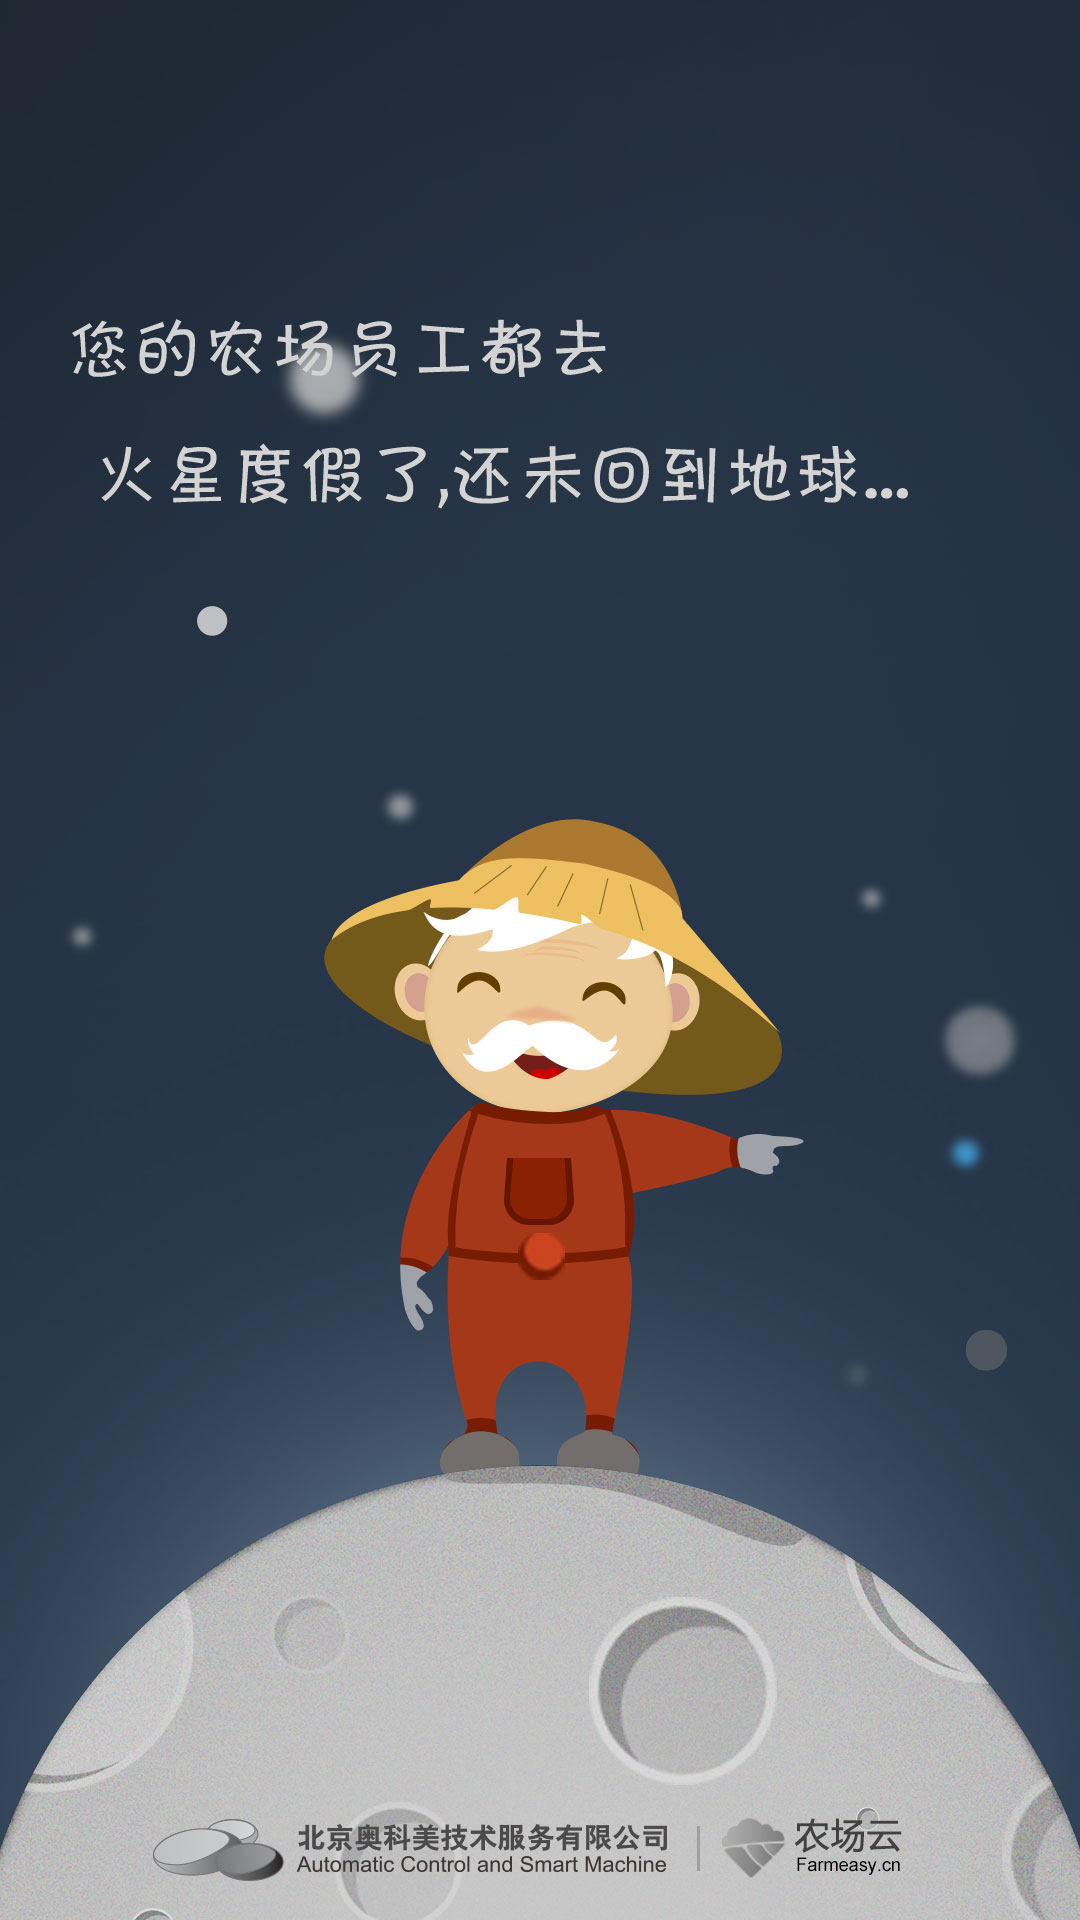 您的农场员工都去
火星度假了,还未回到地球...
北京奥科美技术服务有限公司
Automatic Control and Smart Machine
农场云
Farmeasy.cn